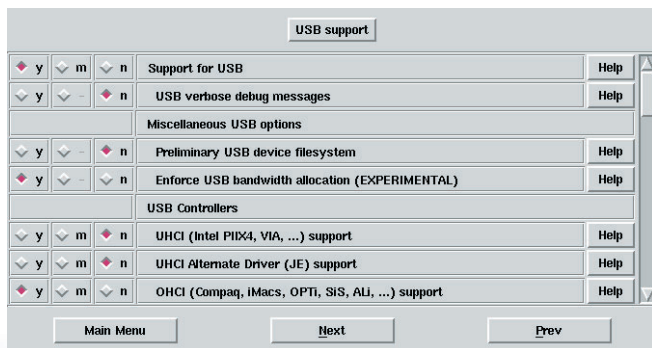 USB support
y m n Support for USB Help
y - n USB verbose debug messages Help
Miscellaneous USB options
y - n Preliminary USB device filesystem Help
y - n Enforce USB bandwidth allocation (EXPERIMENTAL) Help
USB Controllers
y m n UHCI (Intel PIIX4, VIA, ...) support Help
y m n UHCI Alternate Driver (JE) support Help
y m n OHCI (Compaq, iMacs, OPTi, SiS, ALi, ...) support Help
Main Menu Next Prev